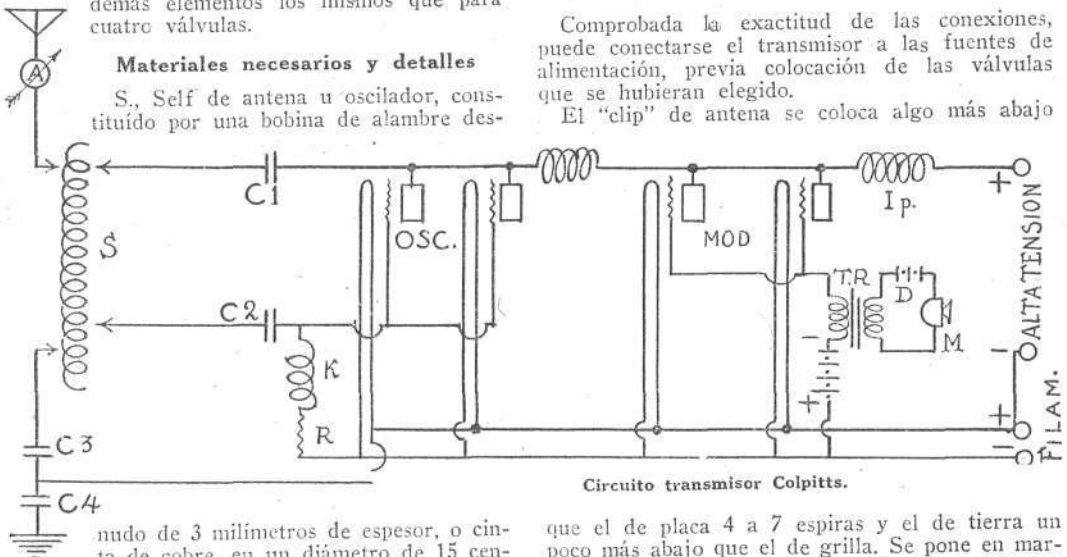 demás elementos los mismos que para
cuatro válvulas.
Materiales necesarios y detalles
S., Self de antena u oscilador, cons-
tituído por una bobina de alambre des-
Comprobada la exactitud de las conexiones,
puede conectarse el transmisor a las fuentes de
alimentación, previa colocación de las válvulas
que se hubieran elegido.
El "clip" de antena se coloca algo más abajo
A
S
C1
C2
C3
C4
K
R
OSC.
MOD
I p.
T.R.
D
M
+
-
ALTA TENSION
+
-
FILAM.
-
+
Circuito transmisor Colpitts.
nudo de 3 milímetros de espesor, o cin-
ta de cobre, en un diámetro de 15 cen-
que el de placa 4 a 7 espiras y el de tierra un
poco más abajo que el de grilla. Se pone en mar-